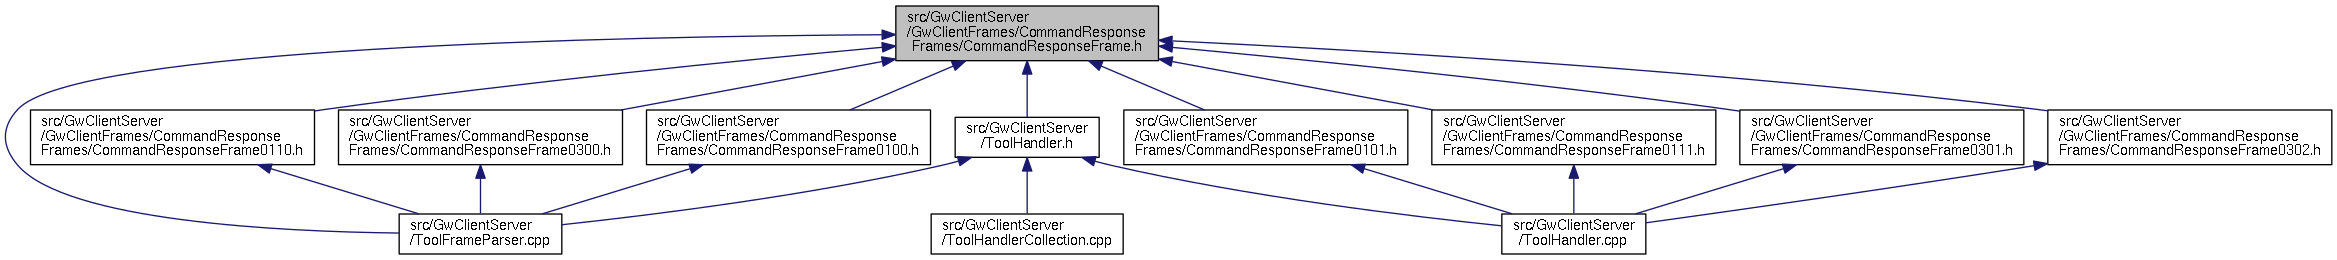 src/GwClientServer
/GwClientFrames/CommandResponse
Frames/CommandResponseFrame.h
src/GwClientServer
/GwClientFrames/CommandResponse
Frames/CommandResponseFrame0110.h
src/GwClientServer
/GwClientFrames/CommandResponse
Frames/CommandResponseFrame0300.h
src/GwClientServer
/GwClientFrames/CommandResponse
Frames/CommandResponseFrame0100.h
src/GwClientServer
/ToolHandler.h
src/GwClientServer
/GwClientFrames/CommandResponse
Frames/CommandResponseFrame0101.h
src/GwClientServer
/GwClientFrames/CommandResponse
Frames/CommandResponseFrame0111.h
src/GwClientServer
/GwClientFrames/CommandResponse
Frames/CommandResponseFrame0301.h
src/GwClientServer
/GwClientFrames/CommandResponse
Frames/CommandResponseFrame0302.h
src/GwClientServer
/ToolFrameParser.cpp
src/GwClientServer
/ToolHandlerCollection.cpp
src/GwClientServer
/ToolHandler.cpp